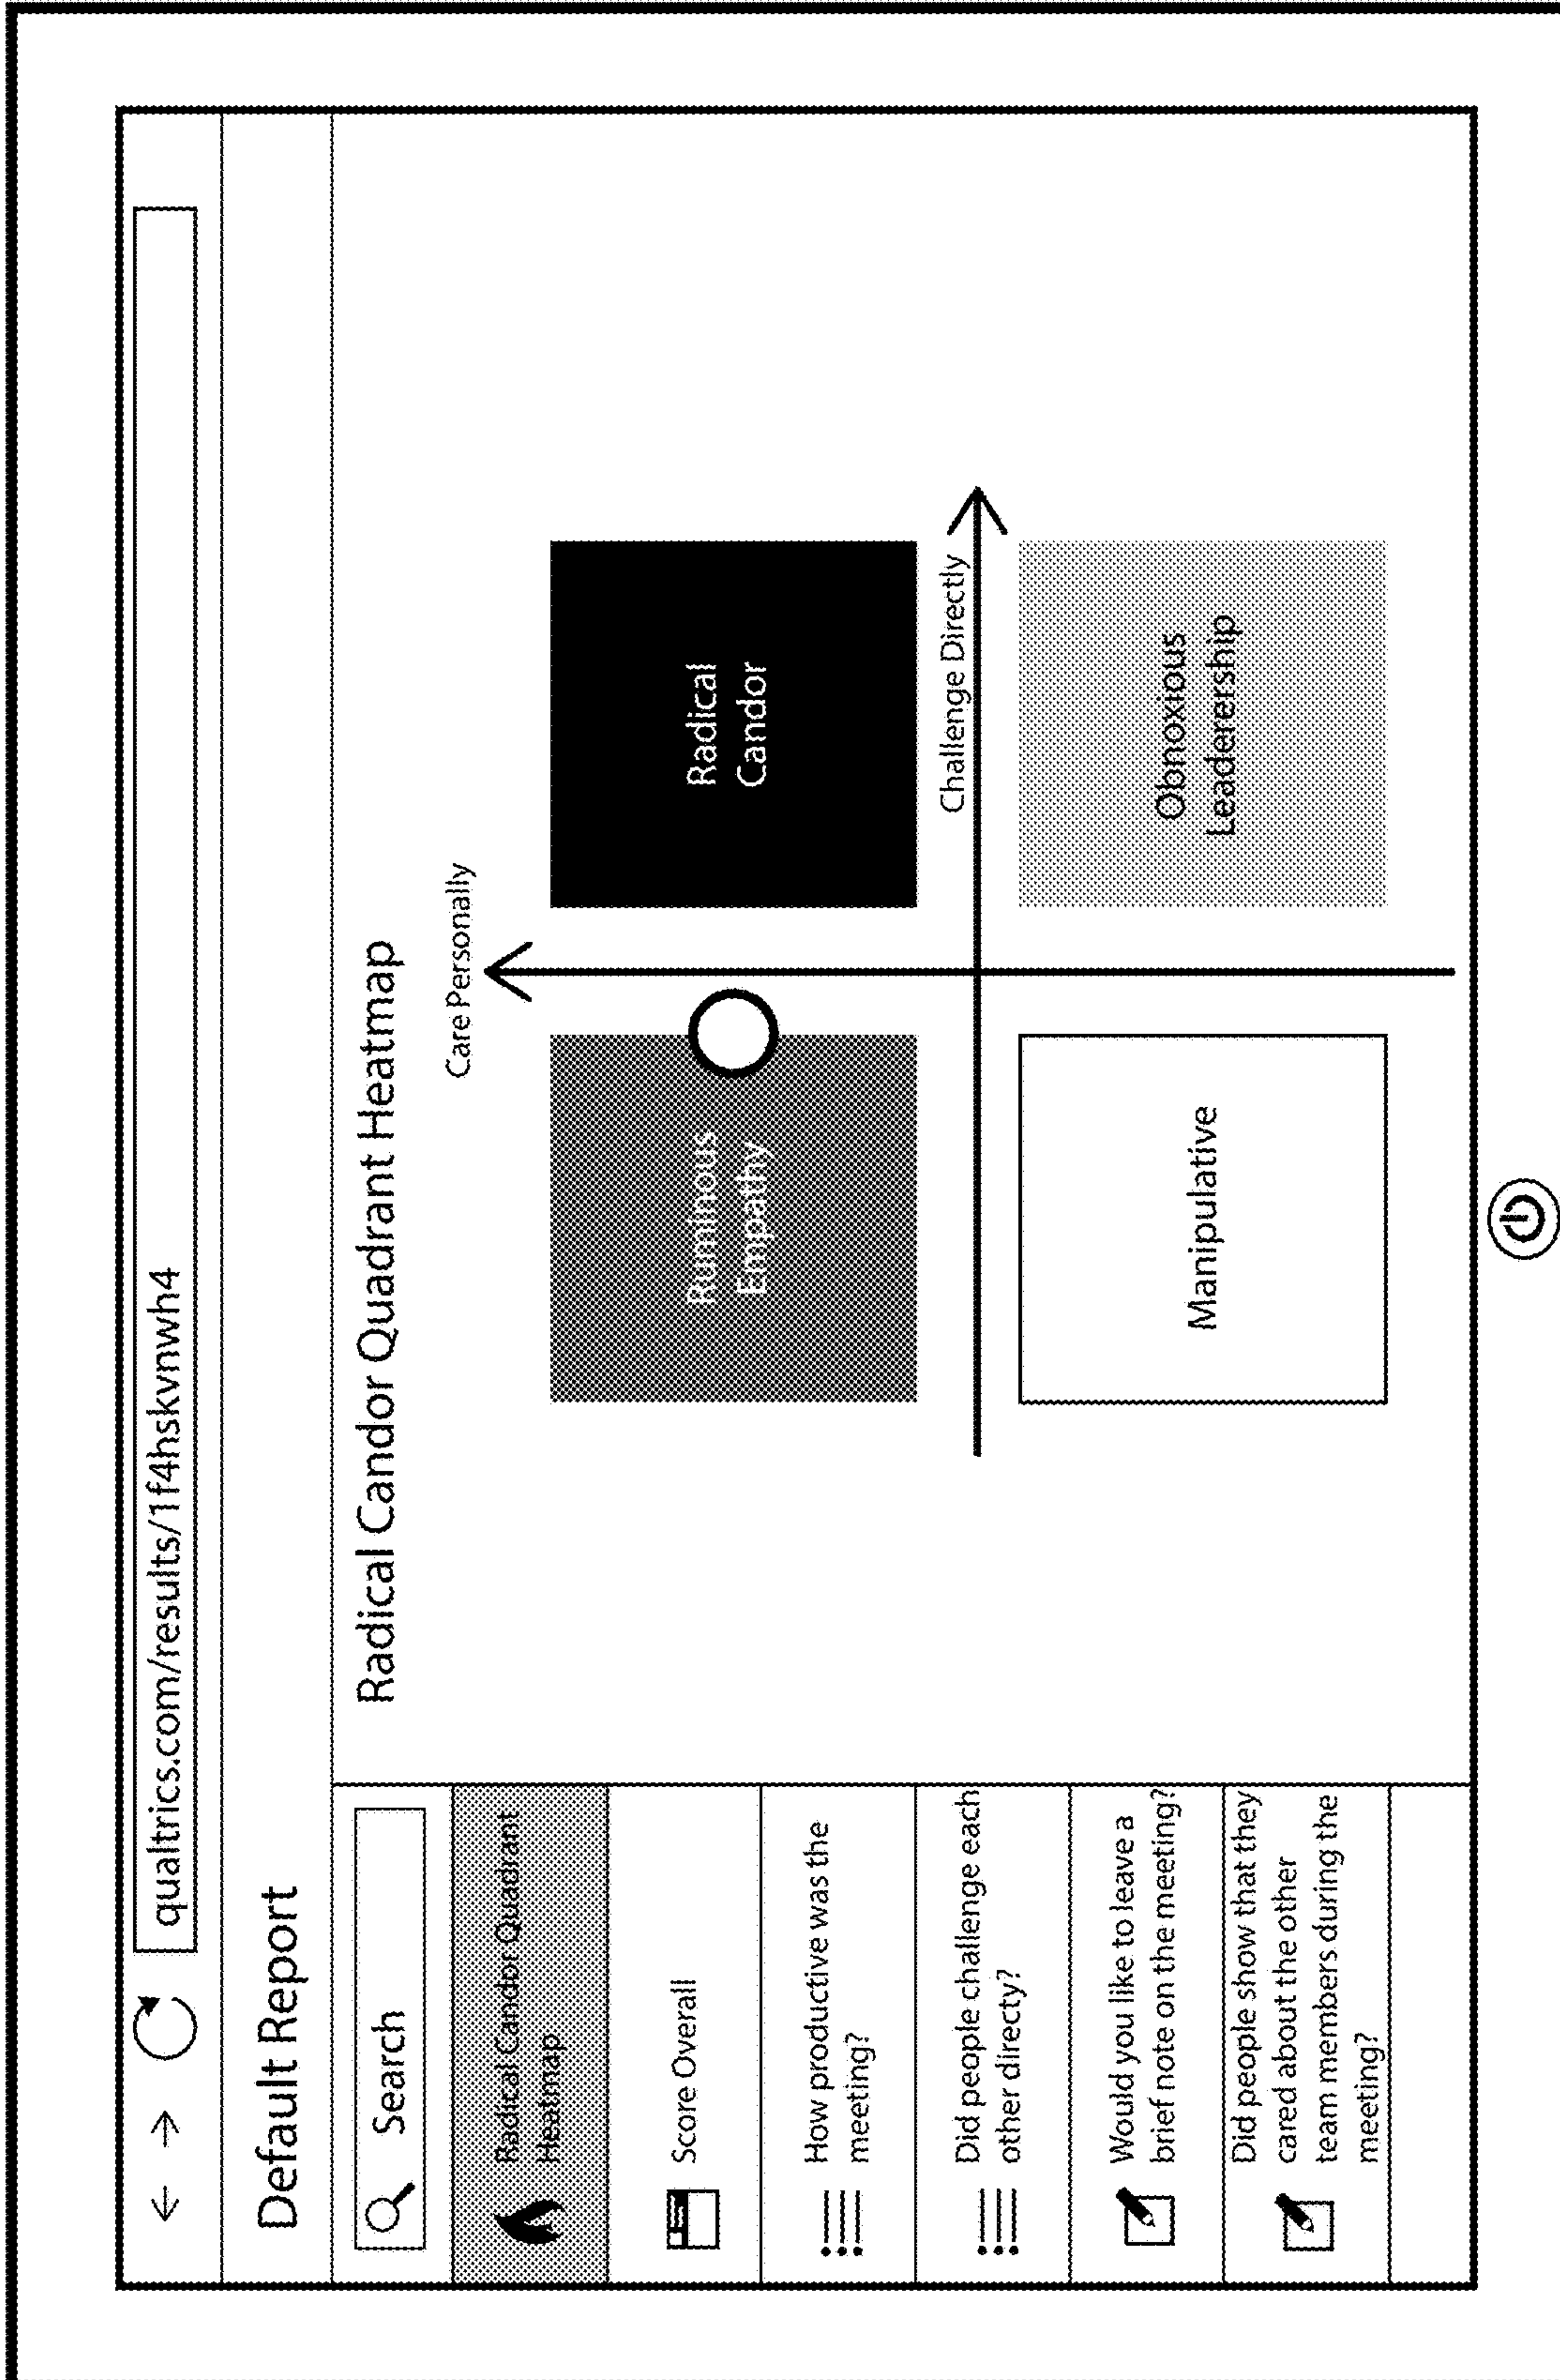 qualtrics.com/results/1f4hskvnwh4
Default Report
Search
Radical Candor Quadrant
Heatmap
Score Overall
How productive was the
meeting?
Did people challenge each
other directy?
Would you like to leave a
brief note on the meeting?
Did people show that they
cared about the other
team members during the
meeting?
Radical Candor Quadrant Heatmap
Care Personally
Ruminous
Empathy
Radical
Candor
Challenge Directly
Manipulative
Obnoxious
Leaderership